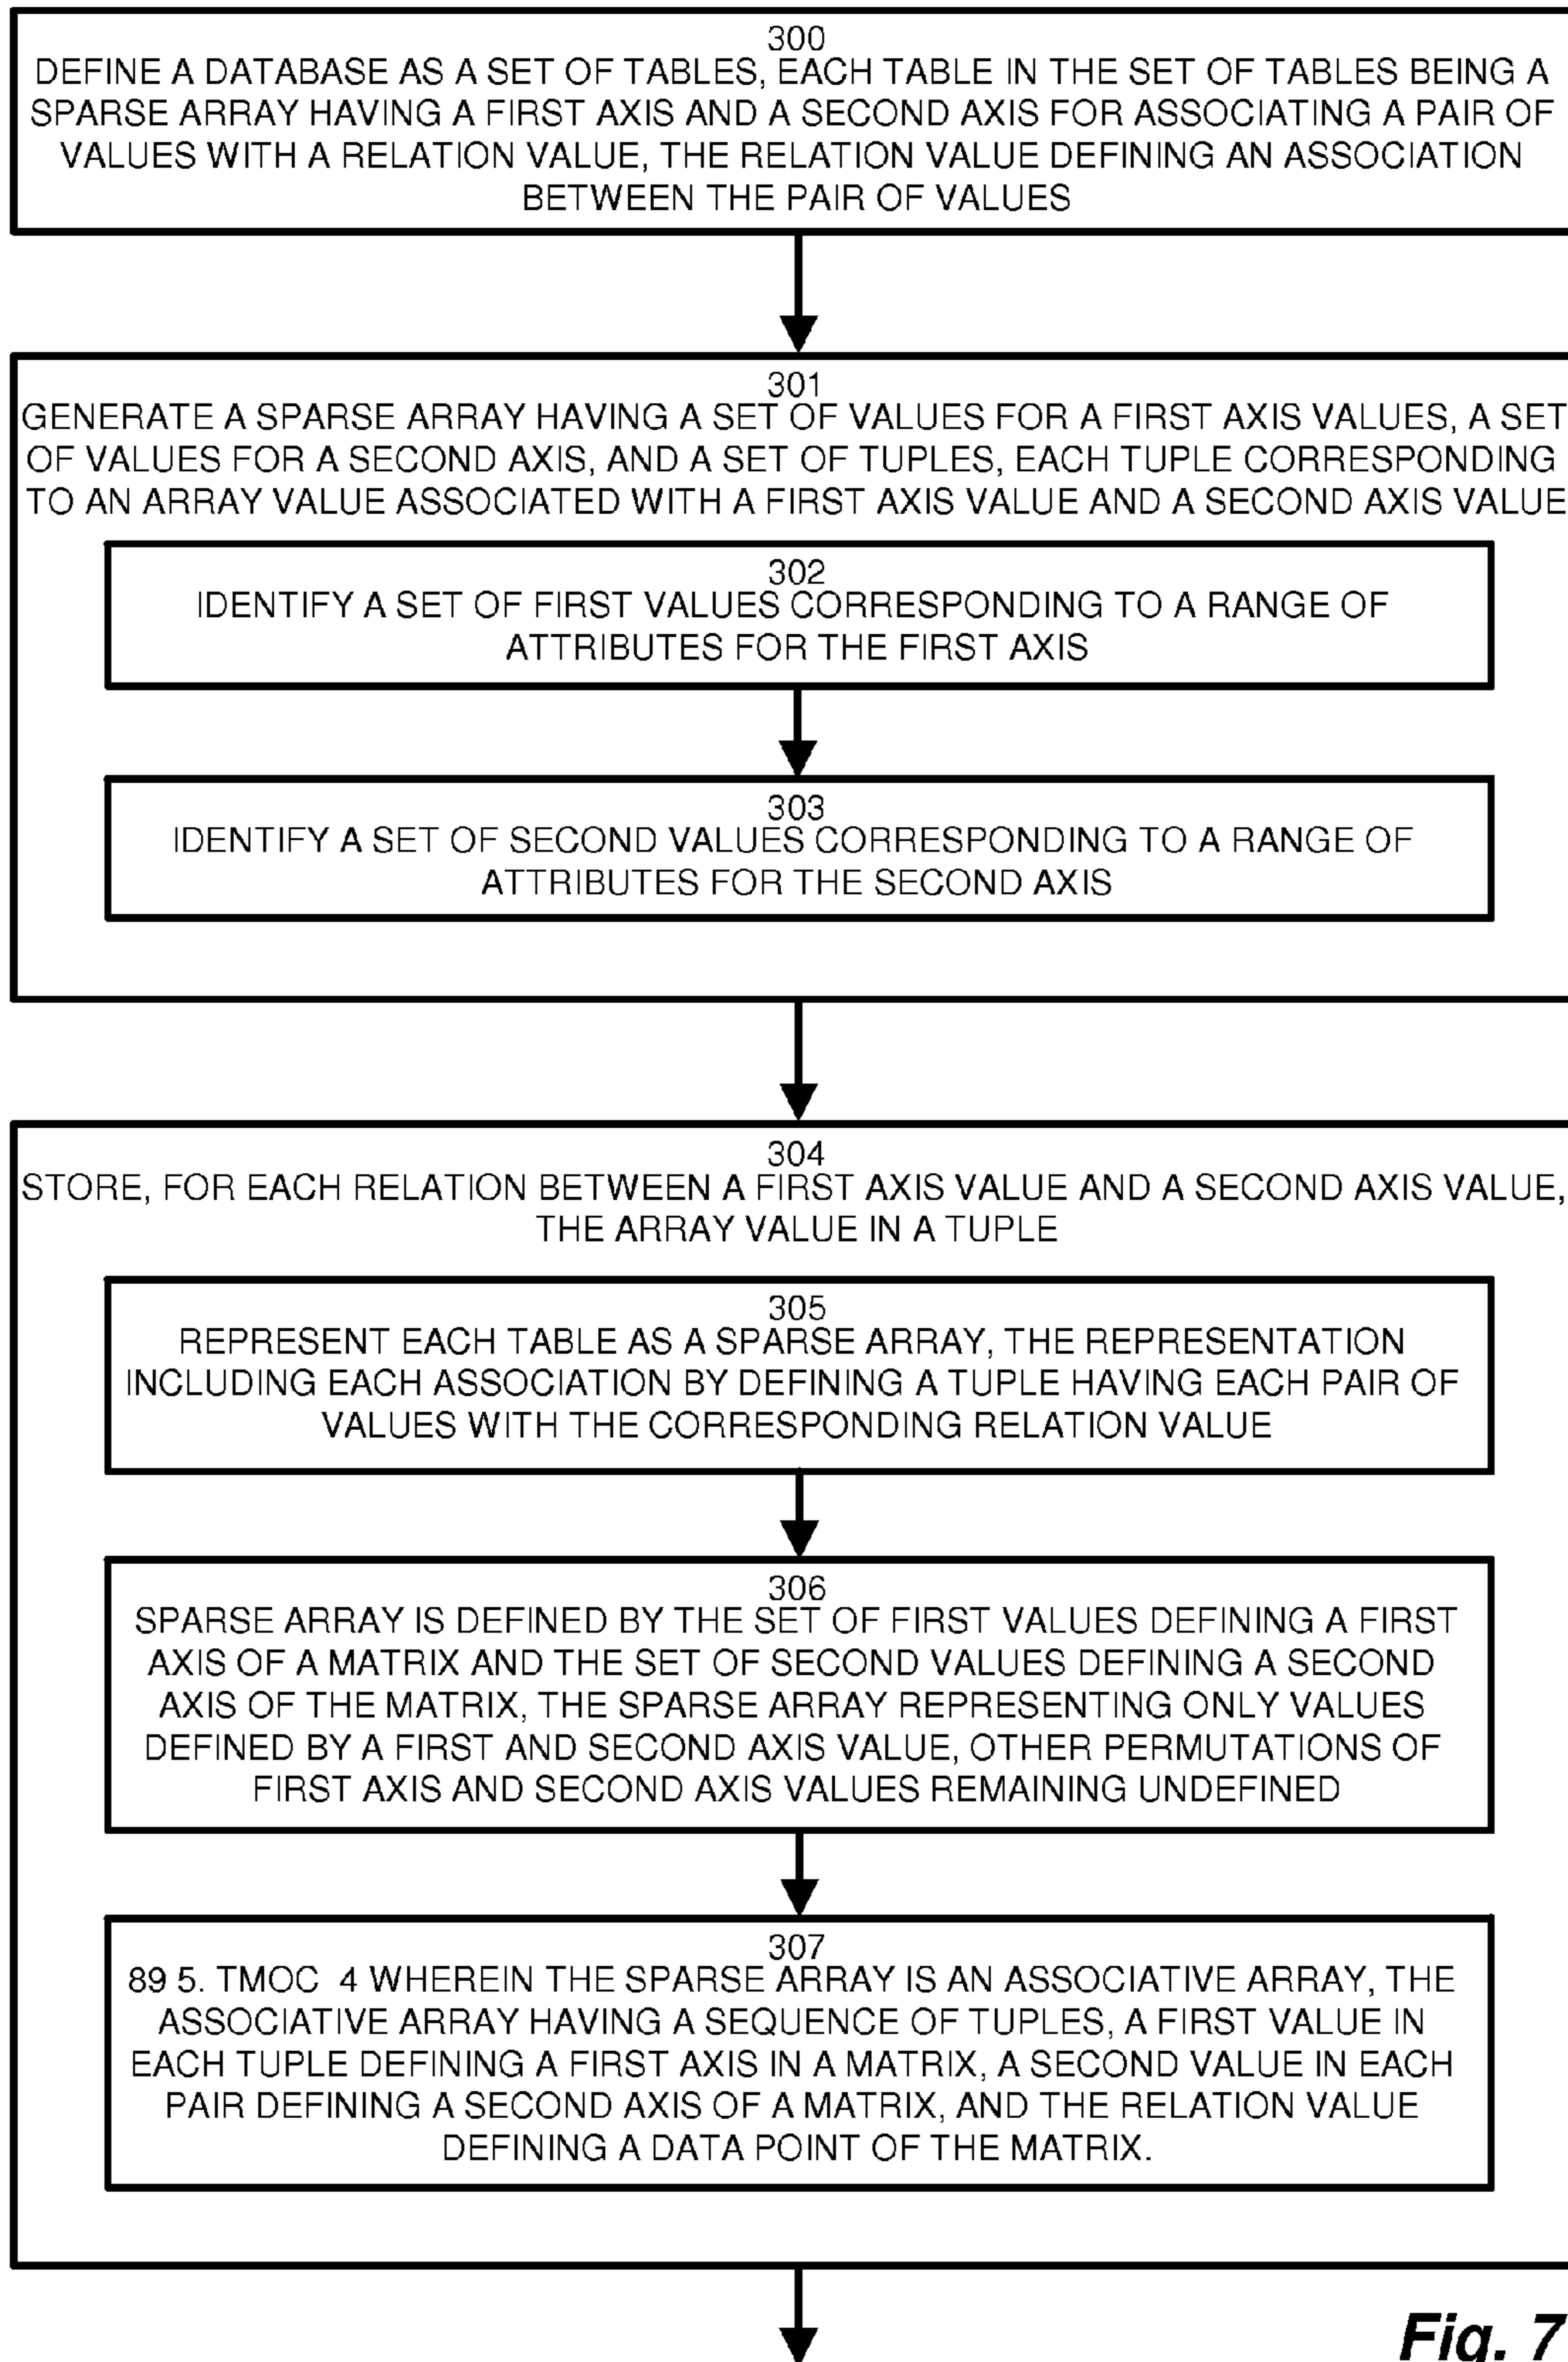 300
DEFINE A DATABASE AS A SET OF TABLES, EACH TABLE IN THE SET OF TABLES BEING A
SPARSE ARRAY HAVING A FIRST AXIS AND A SECOND AXIS FOR ASSOCIATING A PAIR OF
VALUES WITH A RELATION VALUE, THE RELATION VALUE DEFINING AN ASSOCIATION
BETWEEN THE PAIR OF VALUES
301
GENERATE A SPARSE ARRAY HAVING A SET OF VALUES FOR A FIRST AXIS VALUES, A SET
OF VALUES FOR A SECOND AXIS, AND A SET OF TUPLES, EACH TUPLE CORRESPONDING
TO AN ARRAY VALUE ASSOCIATED WITH A FIRST AXIS VALUE AND A SECOND AXIS VALUE
302
IDENTIFY A SET OF FIRST VALUES CORRESPONDING TO A RANGE OF
ATTRIBUTES FOR THE FIRST AXIS
303
IDENTIFY A SET OF SECOND VALUES CORRESPONDING TO A RANGE OF
ATTRIBUTES FOR THE SECOND AXIS
304
STORE, FOR EACH RELATION BETWEEN A FIRST AXIS VALUE AND A SECOND AXIS VALUE,
THE ARRAY VALUE IN A TUPLE
305
REPRESENT EACH TABLE AS A SPARSE ARRAY, THE REPRESENTATION
INCLUDING EACH ASSOCIATION BY DEFINING A TUPLE HAVING EACH PAIR OF
VALUES WITH THE CORRESPONDING RELATION VALUE
306
SPARSE ARRAY IS DEFINED BY THE SET OF FIRST VALUES DEFINING A FIRST
AXIS OF A MATRIX AND THE SET OF SECOND VALUES DEFINING A SECOND
AXIS OF THE MATRIX, THE SPARSE ARRAY REPRESENTING ONLY VALUES
DEFINED BY A FIRST AND SECOND AXIS VALUE, OTHER PERMUTATIONS OF
FIRST AXIS AND SECOND AXIS VALUES REMAINING UNDEFINED
307
89 5. TMOC  4 WHEREIN THE SPARSE ARRAY IS AN ASSOCIATIVE ARRAY, THE
ASSOCIATIVE ARRAY HAVING A SEQUENCE OF TUPLES, A FIRST VALUE IN
EACH TUPLE DEFINING A FIRST AXIS IN A MATRIX, A SECOND VALUE IN EACH
PAIR DEFINING A SECOND AXIS OF A MATRIX, AND THE RELATION VALUE
DEFINING A DATA POINT OF THE MATRIX.
Fig. 7